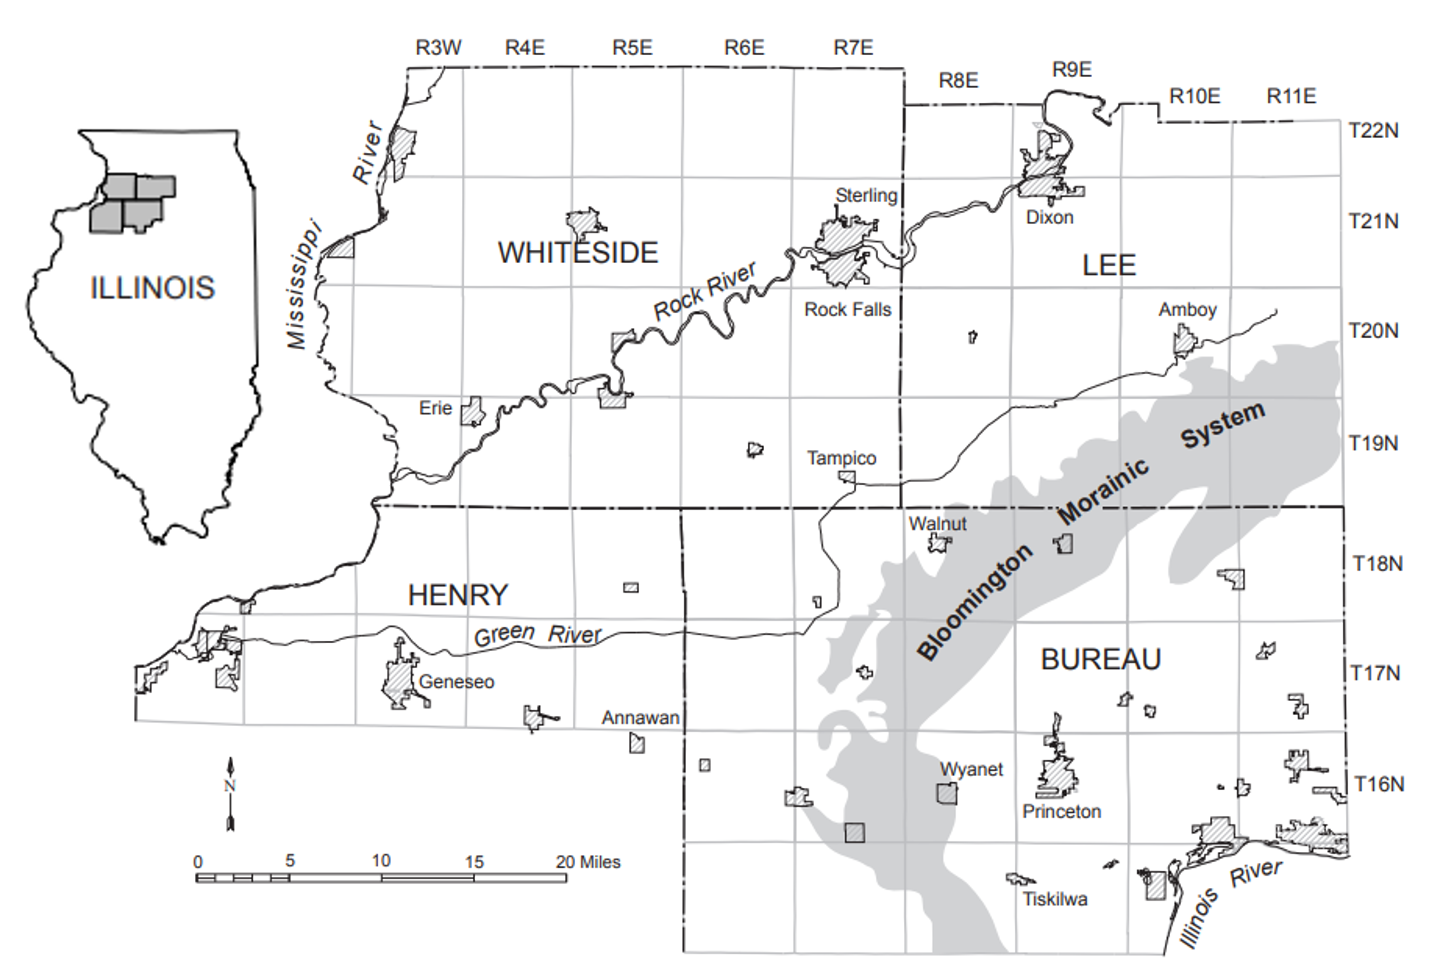 R3W R4E R5E R6E R7E
R8E R9E R10E R11E
T22N
T21N
T20N
T19N
T18N
T17N
T16N
ILLINOIS
Mississippi River
WHITESIDE
Sterling
Rock River
Rock Falls
Dixon
LEE
Amboy
Erie
Tampico
Walnut
Bloomington Morainic System
HENRY
Green River
Geneseo
Annawan
BUREAU
Wyanet
Princeton
Tiskilwa
Illinois River
N
0 5 10 15 20 Miles